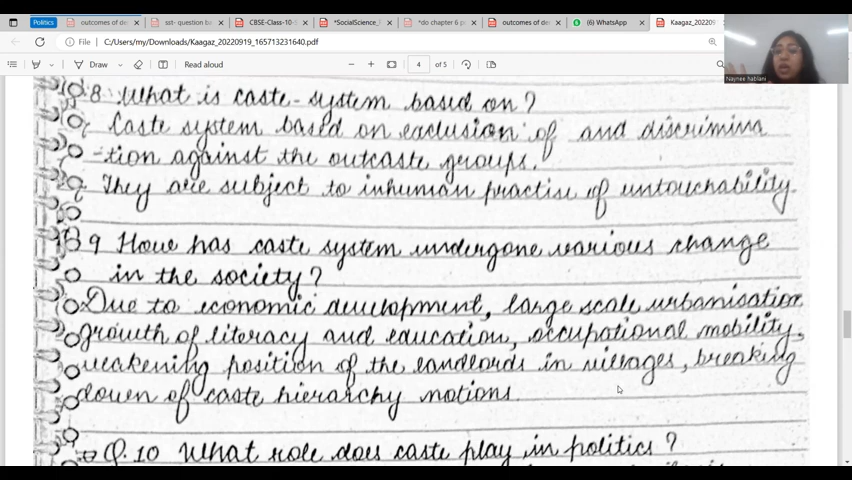 Politics
outcomes of de
sst- question ba
CBSE-Class-10-S
*SocialScience_
*do chapter 6 p
outcomes of de
(9) WhatsApp
Kaagaz_2022091
File
C:/Users/my/Downloads/Kaagaz_20220919_165713231640.pdf
Draw
Read aloud
4 of 5
Q.8 What is caste-system based on?
Caste system based on exclusion of and discrimina
-tion against the outcaste groups.
They are subject to inhuman practise of untouchability.
9 How has caste system undergone various change
in the society?
Due to economic development, large scale urbanisation
growth of literacy and education, occupational mobility,
weakening position of the landlords in villages, breaking
down of caste hierarchy notions.
Q.10 What role does caste play in politics?